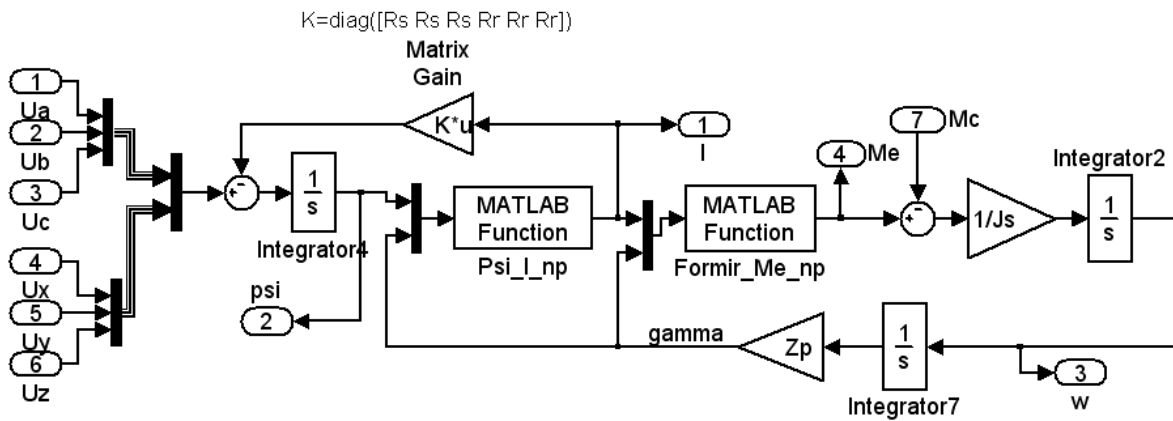 K=diag([Rs Rs Rs Rr Rr Rr])
Matrix
Gain
1
Ua
2
Ub
3
Uc
4
Ux
5
Uy
6
Uz
K*u
1
I
7
Mc
4
Me
Integrator2
1
s
Integrator4
MATLAB
Function
Psi_I_np
MATLAB
Function
Formir_Me_np
1/Js
1
s
psi
2
gamma
Zp
1
s
Integrator7
3
w